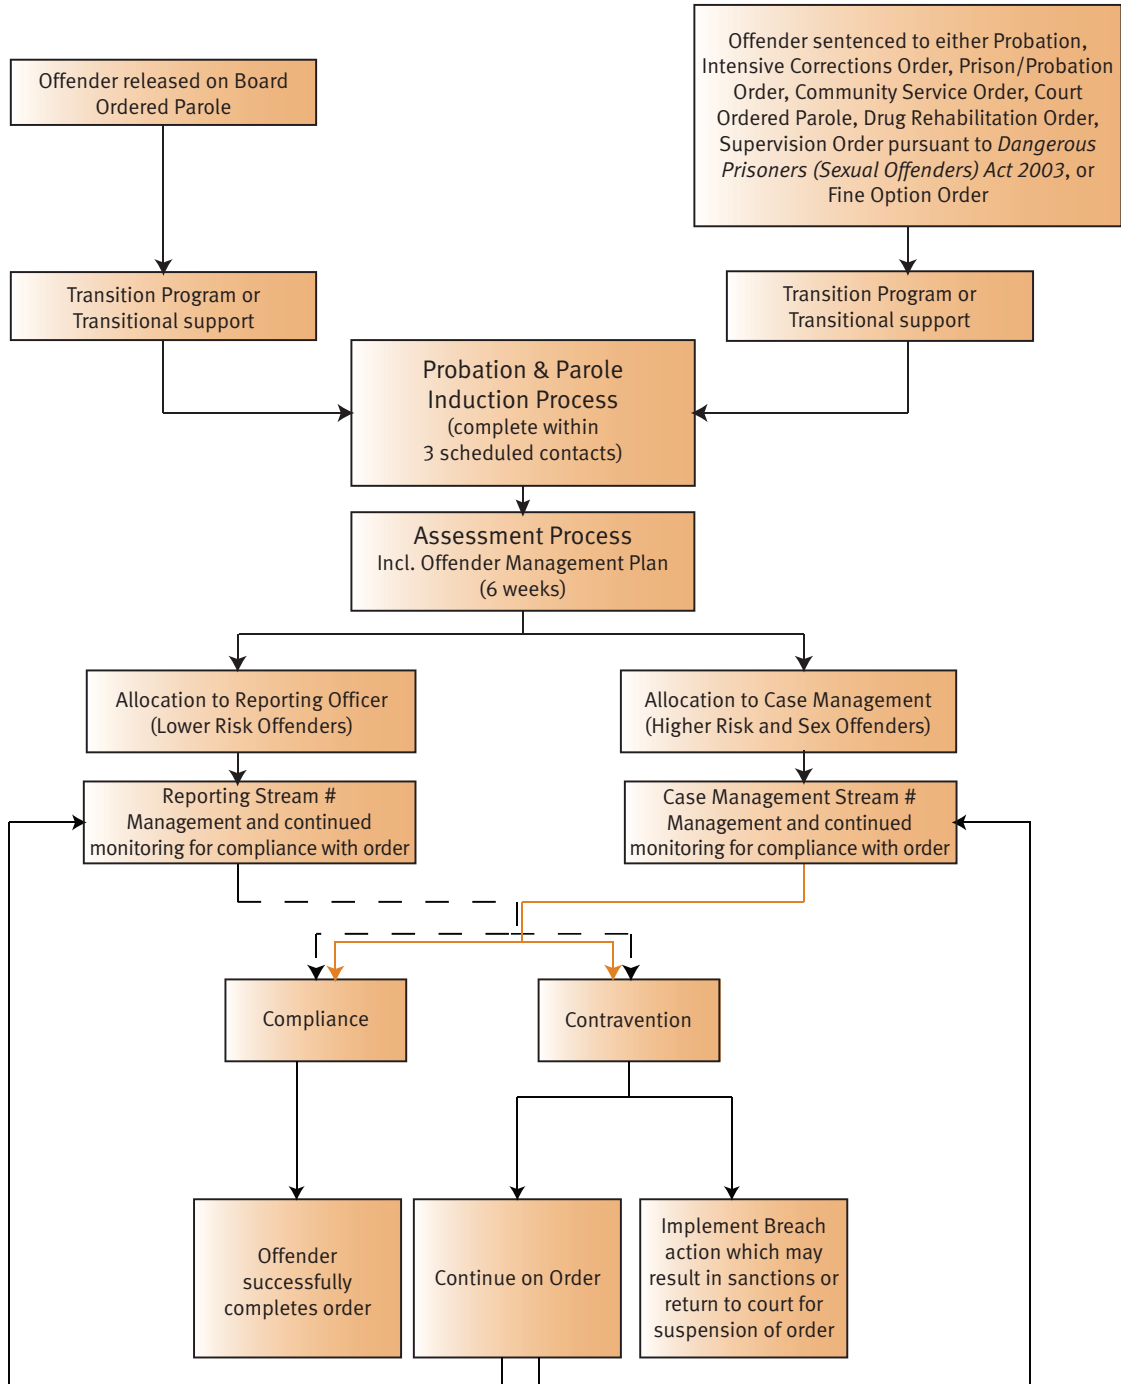 Offender released on Board
Ordered Parole
Offender sentenced to either Probation,
Intensive Corrections Order, Prison/Probation
Order, Community Service Order, Court
Ordered Parole, Drug Rehabilitation Order,
Supervision Order pursuant to Dangerous
Prisoners (Sexual Offenders) Act 2003, or
Fine Option Order
Transition Program or
Transitional support
Transition Program or
Transitional support
Probation & Parole
Induction Process
(complete within
3 scheduled contacts)
Assessment Process
Incl. Offender Management Plan
(6 weeks)
Allocation to Reporting Officer
(Lower Risk Offenders)
Allocation to Case Management
(Higher Risk and Sex Offenders)
Reporting Stream #
Management and continued
monitoring for compliance with order
Case Management Stream #
Management and continued
monitoring for compliance with order
Compliance
Contravention
Offender
successfully
completes order
Continue on Order
Implement Breach
action which may
result in sanctions or
return to court for
suspension of order